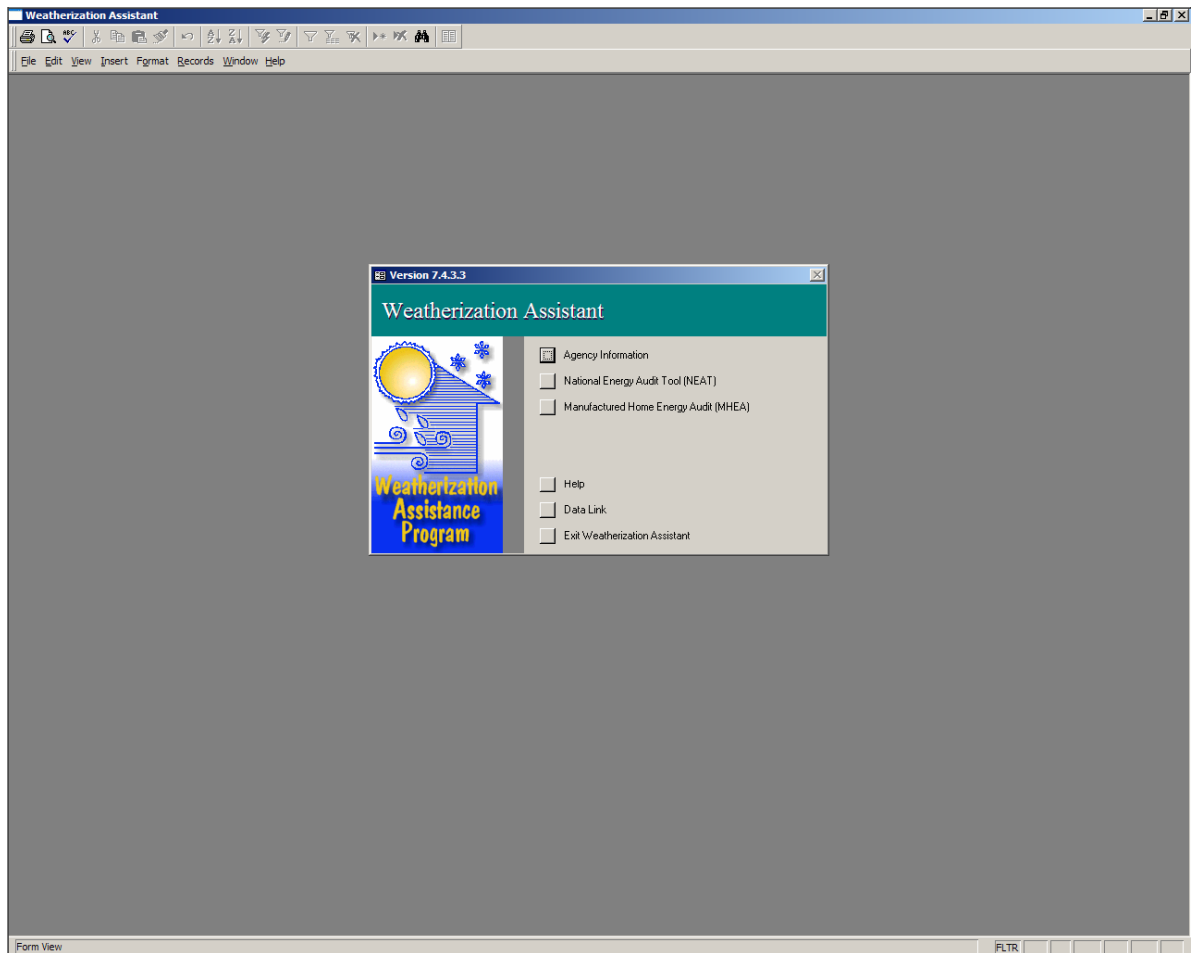 Weatherization Assistant
ABC
File Edit View Insert Format Records Window Help
Version 7.4.3.3
Weatherization Assistant
Agency Information
National Energy Audit Tool (NEAT)
Manufactured Home Energy Audit (MHEA)
Help
Data Link
Exit Weatherization Assistant
Weatherization
Assistance
Program
Form View
FLTR